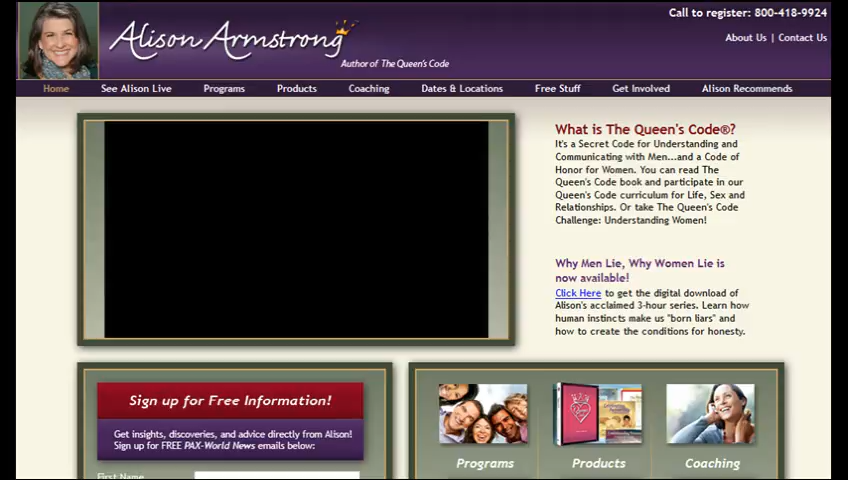 Call to register: 800-418-9924
Alison Armstrong
About Us | Contact Us
Author of The Queen's Code
Home See Alison Live Programs Products Coaching Dates & Locations Free Stuff Get Involved Alison Recommends
What is The Queen's Code®?
It's a Secret Code for Understanding and
Communicating with Men...and a Code of
Honor for Women. You can read The
Queen's Code book and participate in our
Queen's Code curriculum for Life, Sex and
Relationships. Or take The Queen's Code
Challenge: Understanding Women!
Why Men Lie, Why Women Lie is
now available!
Click Here to get the digital download of
Alison's acclaimed 3-hour series. Learn how
human instincts make us "born liars" and
how to create the conditions for honesty.
Sign up for Free Information!
Get insights, discoveries, and advice directly from Alison!
Sign up for FREE PAX-World News emails below:
First Name
Programs Products Coaching